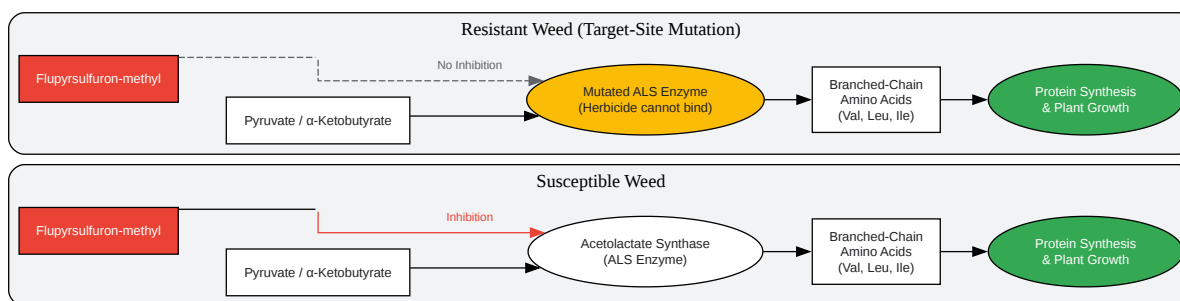 Resistant Weed (Target-Site Mutation)
Flupyrsulfuron-methyl
No Inhibition
Pyruvate / α-Ketobutyrate
Mutated ALS Enzyme
(Herbicide cannot bind)
Branched-Chain
Amino Acids
(Val, Leu, Ile)
Protein Synthesis
& Plant Growth
Susceptible Weed
Flupyrsulfuron-methyl
Inhibition
Pyruvate / α-Ketobutyrate
Acetolactate Synthase
(ALS Enzyme)
Branched-Chain
Amino Acids
(Val, Leu, Ile)
Protein Synthesis
& Plant Growth